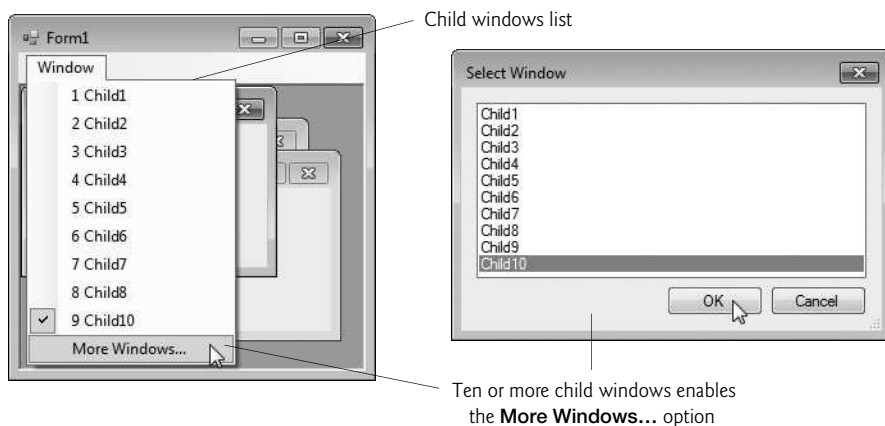 Child windows list
Form1
Window
1 Child1
2 Child2
3 Child3
4 Child4
5 Child5
6 Child6
7 Child7
8 Child8
9 Child10
More Windows...
Select Window
Child1
Child2
Child3
Child4
Child5
Child6
Child7
Child8
Child9
Child10
OK
Cancel
Ten or more child windows enables
the More Windows... option